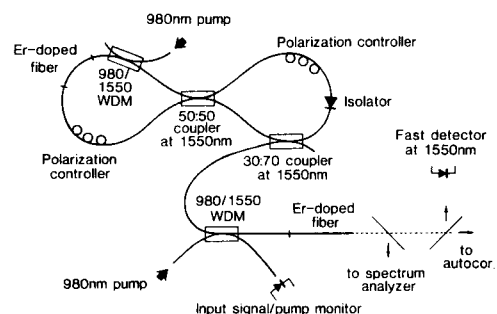 980nm pump
Er-doped
fiber
980/
1550
WDM
Polarization controller
50:50
coupler
at 1550nm
Isolator
Polarization
controller
30:70 coupler
at 1550nm
Fast detector
at 1550nm
980/1550
WDM
Er-doped
fiber
980nm pump
to spectrum
analyzer
to
autocor.
Input signal/pump monitor